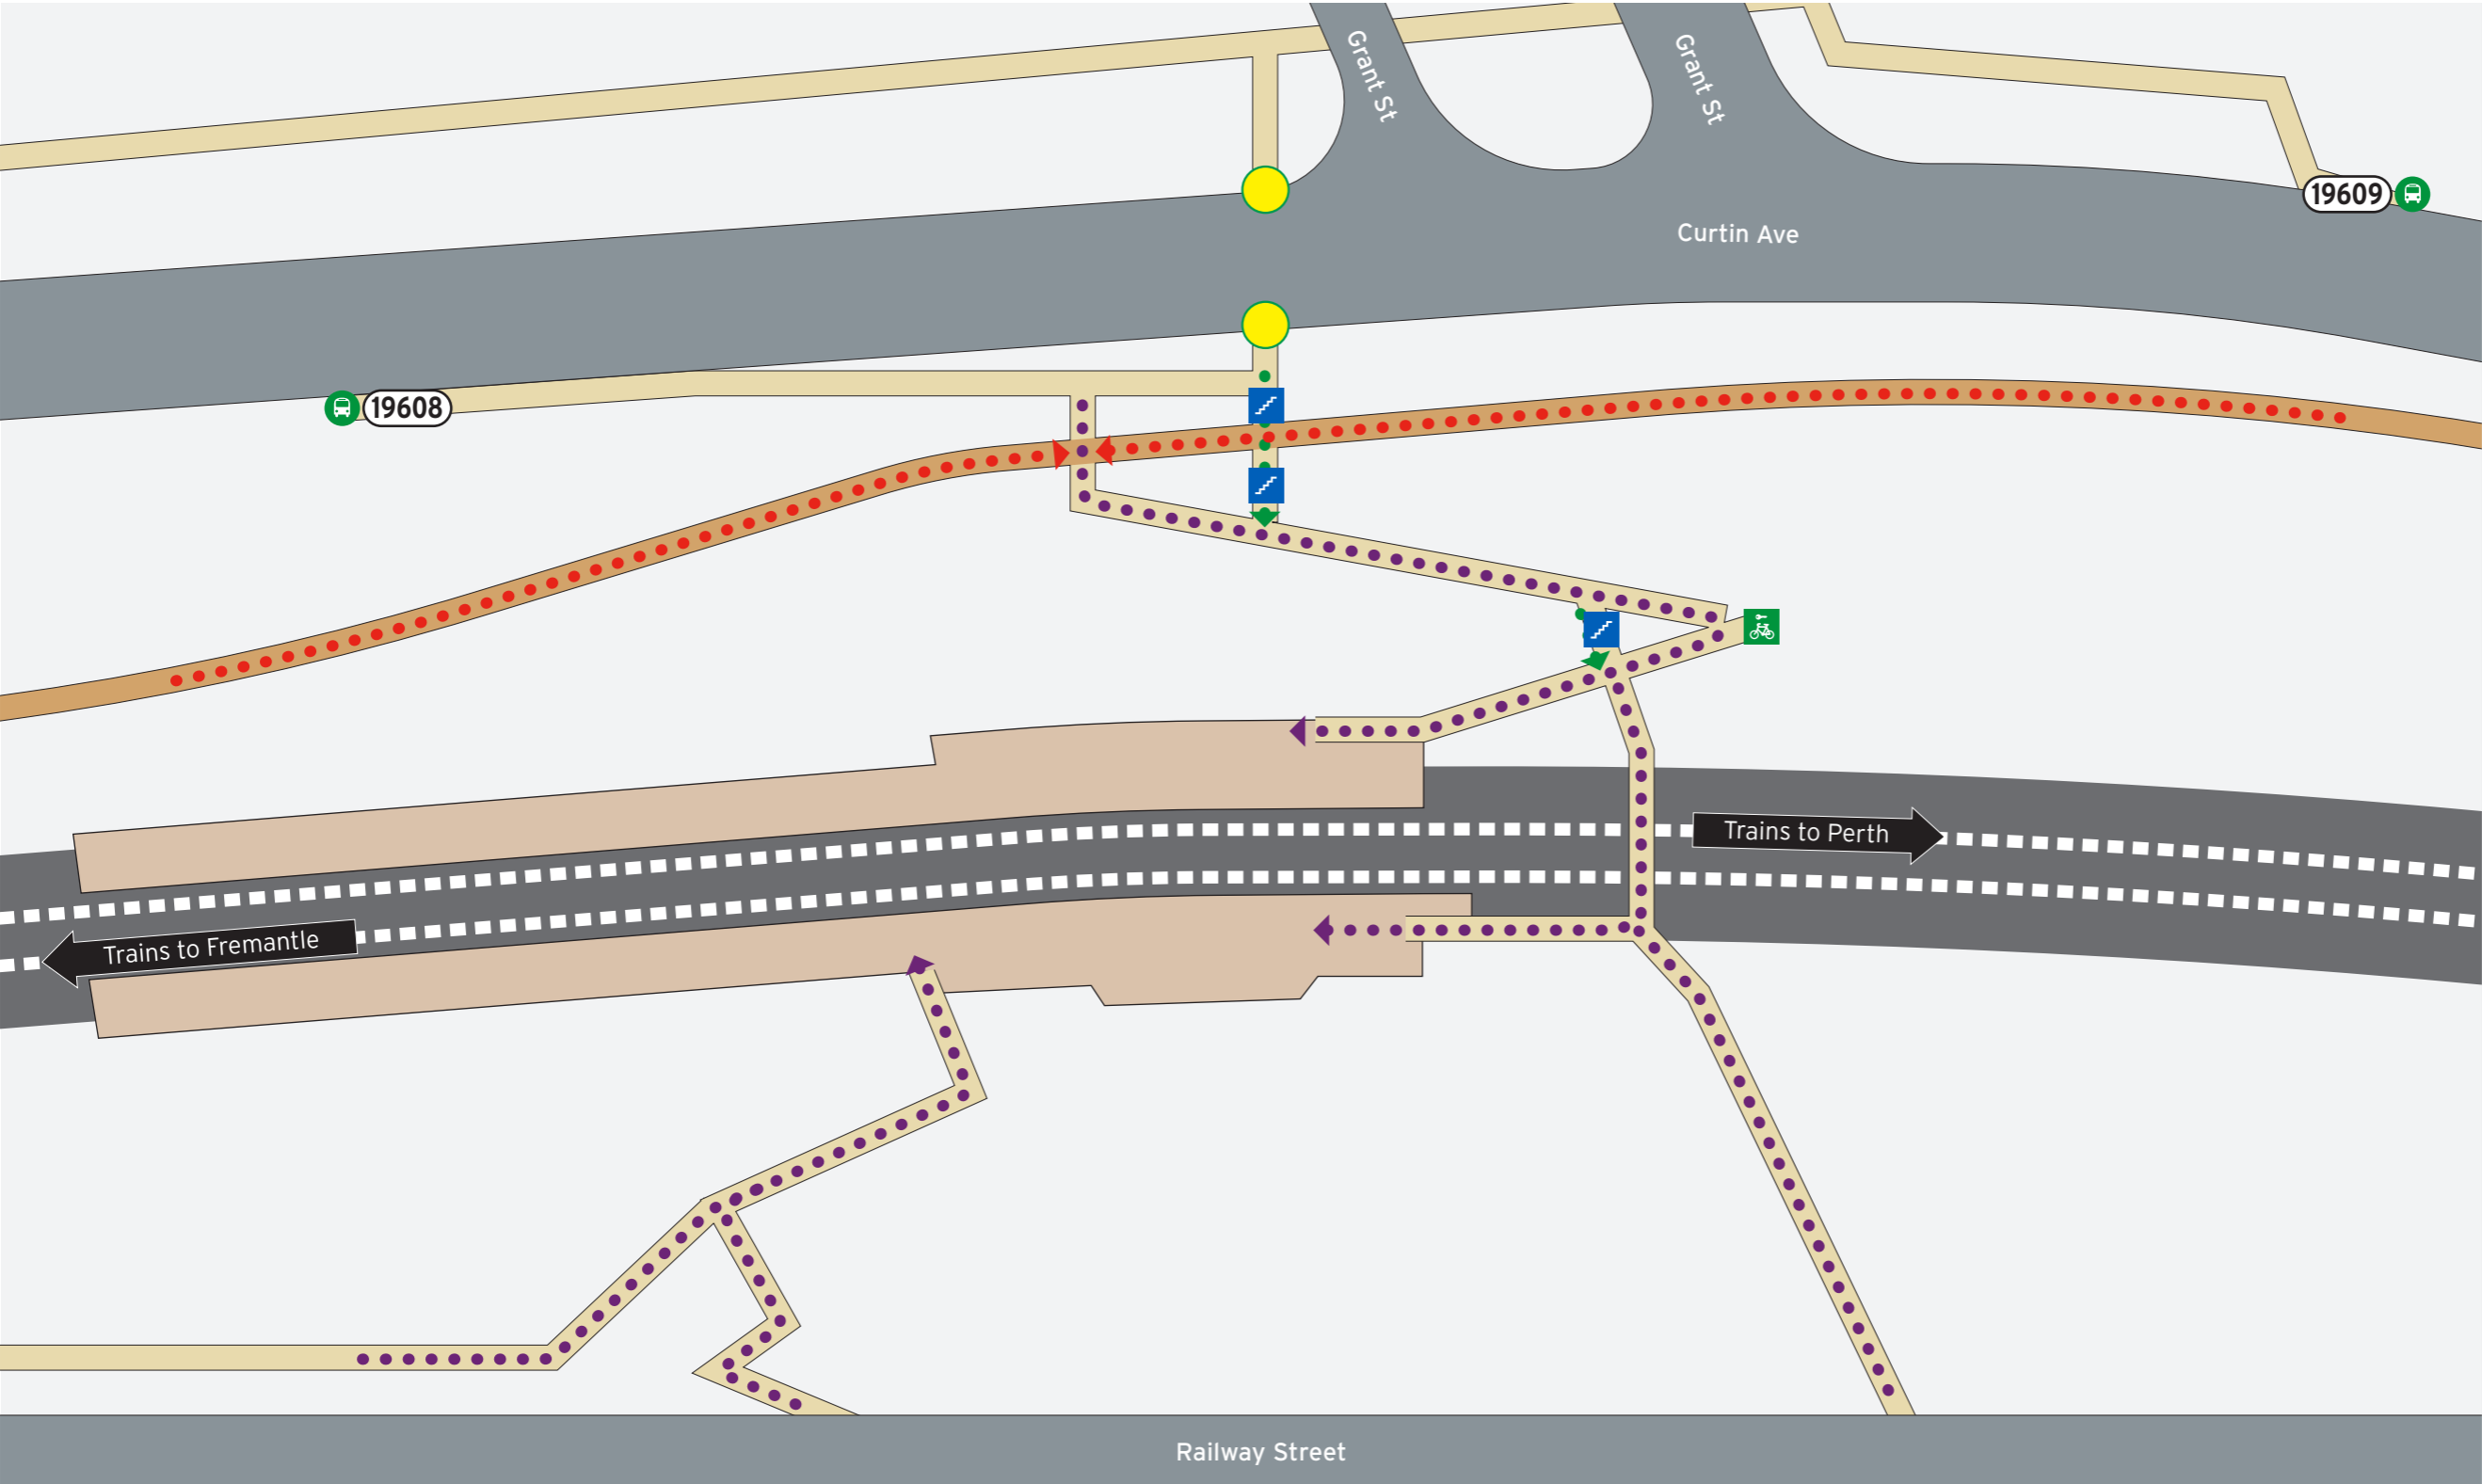 Grant St
Grant St
19609
Curtin Ave
19608
Trains to Perth
Trains to Fremantle
Railway Street